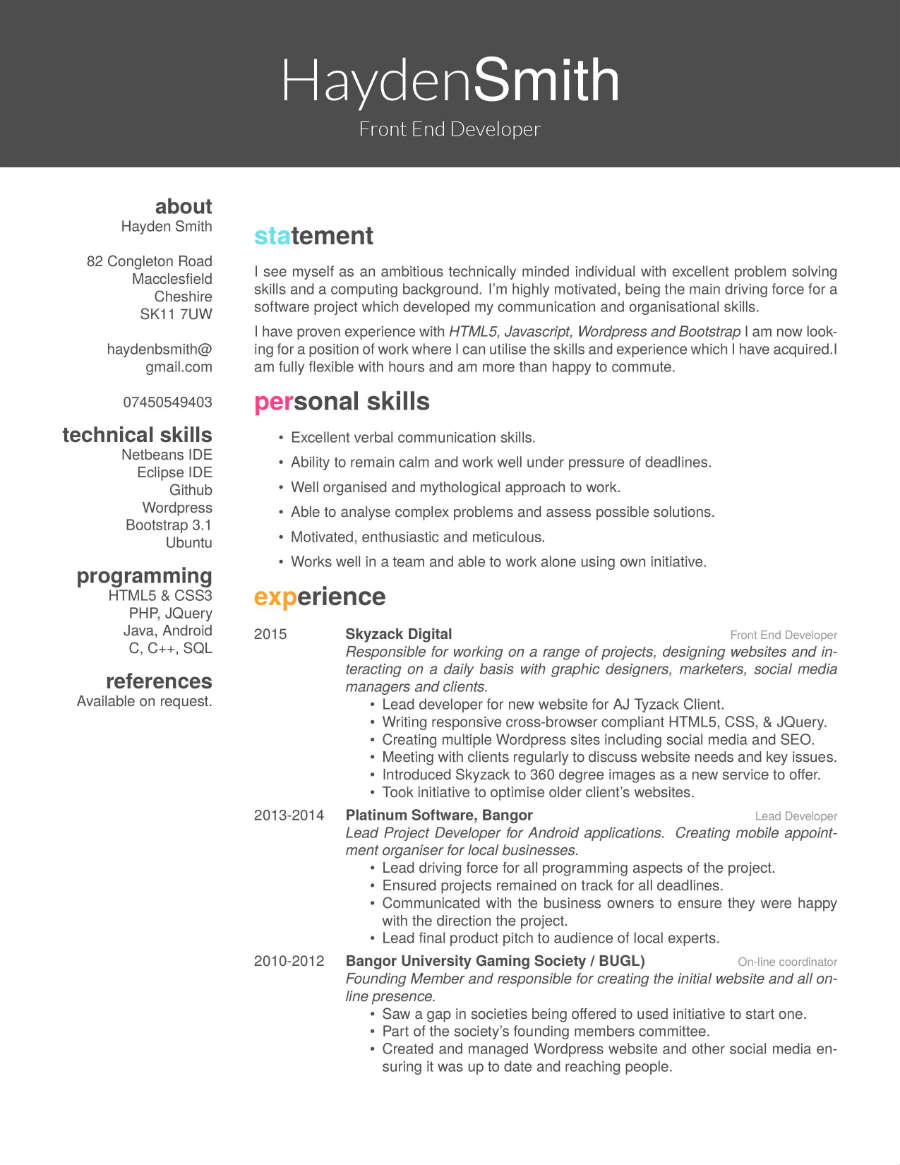 HaydenSmith
Front End Developer
about
Hayden Smith
82 Congleton Road
Macclesfield
Cheshire
SK11 7UW
haydenbsmith@
gmail.com
07450549403
technical skills
Netbeans IDE
Eclipse IDE
Github
Wordpress
Bootstrap 3.1
Ubuntu
programming
HTML5 & CSS3
PHP, JQuery
Java, Android
C, C++, SQL
references
Available on request.
statement
I see myself as an ambitious technically minded individual with excellent problem solving
skills and a computing background. I'm highly motivated, being the main driving force for a
software project which developed my communication and organisational skills.
I have proven experience with HTML5, Javascript, Wordpress and Bootstrap I am now look-
ing for a position of work where I can utilise the skills and experience which I have acquired.I
am fully flexible with hours and am more than happy to commute.
personal skills
• Excellent verbal communication skills.
• Ability to remain calm and work well under pressure of deadlines.
• Well organised and mythological approach to work.
• Able to analyse complex problems and assess possible solutions.
• Motivated, enthusiastic and meticulous.
• Works well in a team and able to work alone using own initiative.
experience
2015 Skyzack Digital Front End Developer
Responsible for working on a range of projects, designing websites and in-
teracting on a daily basis with graphic designers, marketers, social media
managers and clients.
• Lead developer for new website for AJ Tyzack Client.
• Writing responsive cross-browser compliant HTML5, CSS, & JQuery.
• Creating multiple Wordpress sites including social media and SEO.
• Meeting with clients regularly to discuss website needs and key issues.
• Introduced Skyzack to 360 degree images as a new service to offer.
• Took initiative to optimise older client's websites.
2013-2014 Platinum Software, Bangor Lead Developer
Lead Project Developer for Android applications. Creating mobile appoint-
ment organiser for local businesses.
• Lead driving force for all programming aspects of the project.
• Ensured projects remained on track for all deadlines.
• Communicated with the business owners to ensure they were happy
with the direction the project.
• Lead final product pitch to audience of local experts.
2010-2012 Bangor University Gaming Society / BUGL) On-line coordinator
Founding Member and responsible for creating the initial website and all on-
line presence.
• Saw a gap in societies being offered to used initiative to start one.
• Part of the society's founding members committee.
• Created and managed Wordpress website and other social media en-
suring it was up to date and reaching people.